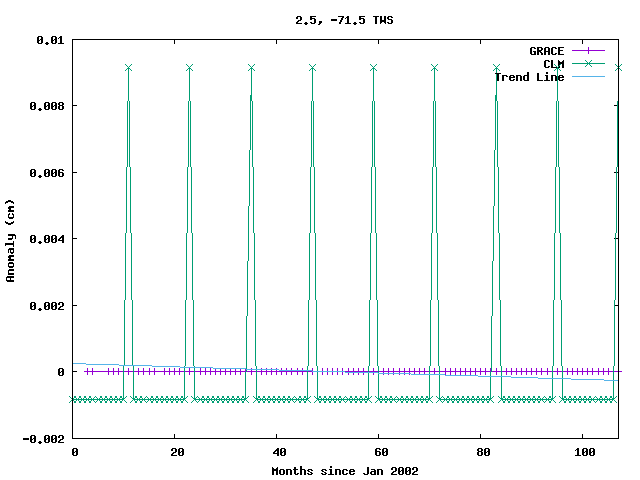 2.5, -71.5 TWS
0.01
0.008
0.006
0.004
0.002
0
-0.002
Anomaly (cm)
GRACE
CLM
Trend Line
0 20 40 60 80 100
Months since Jan 2002